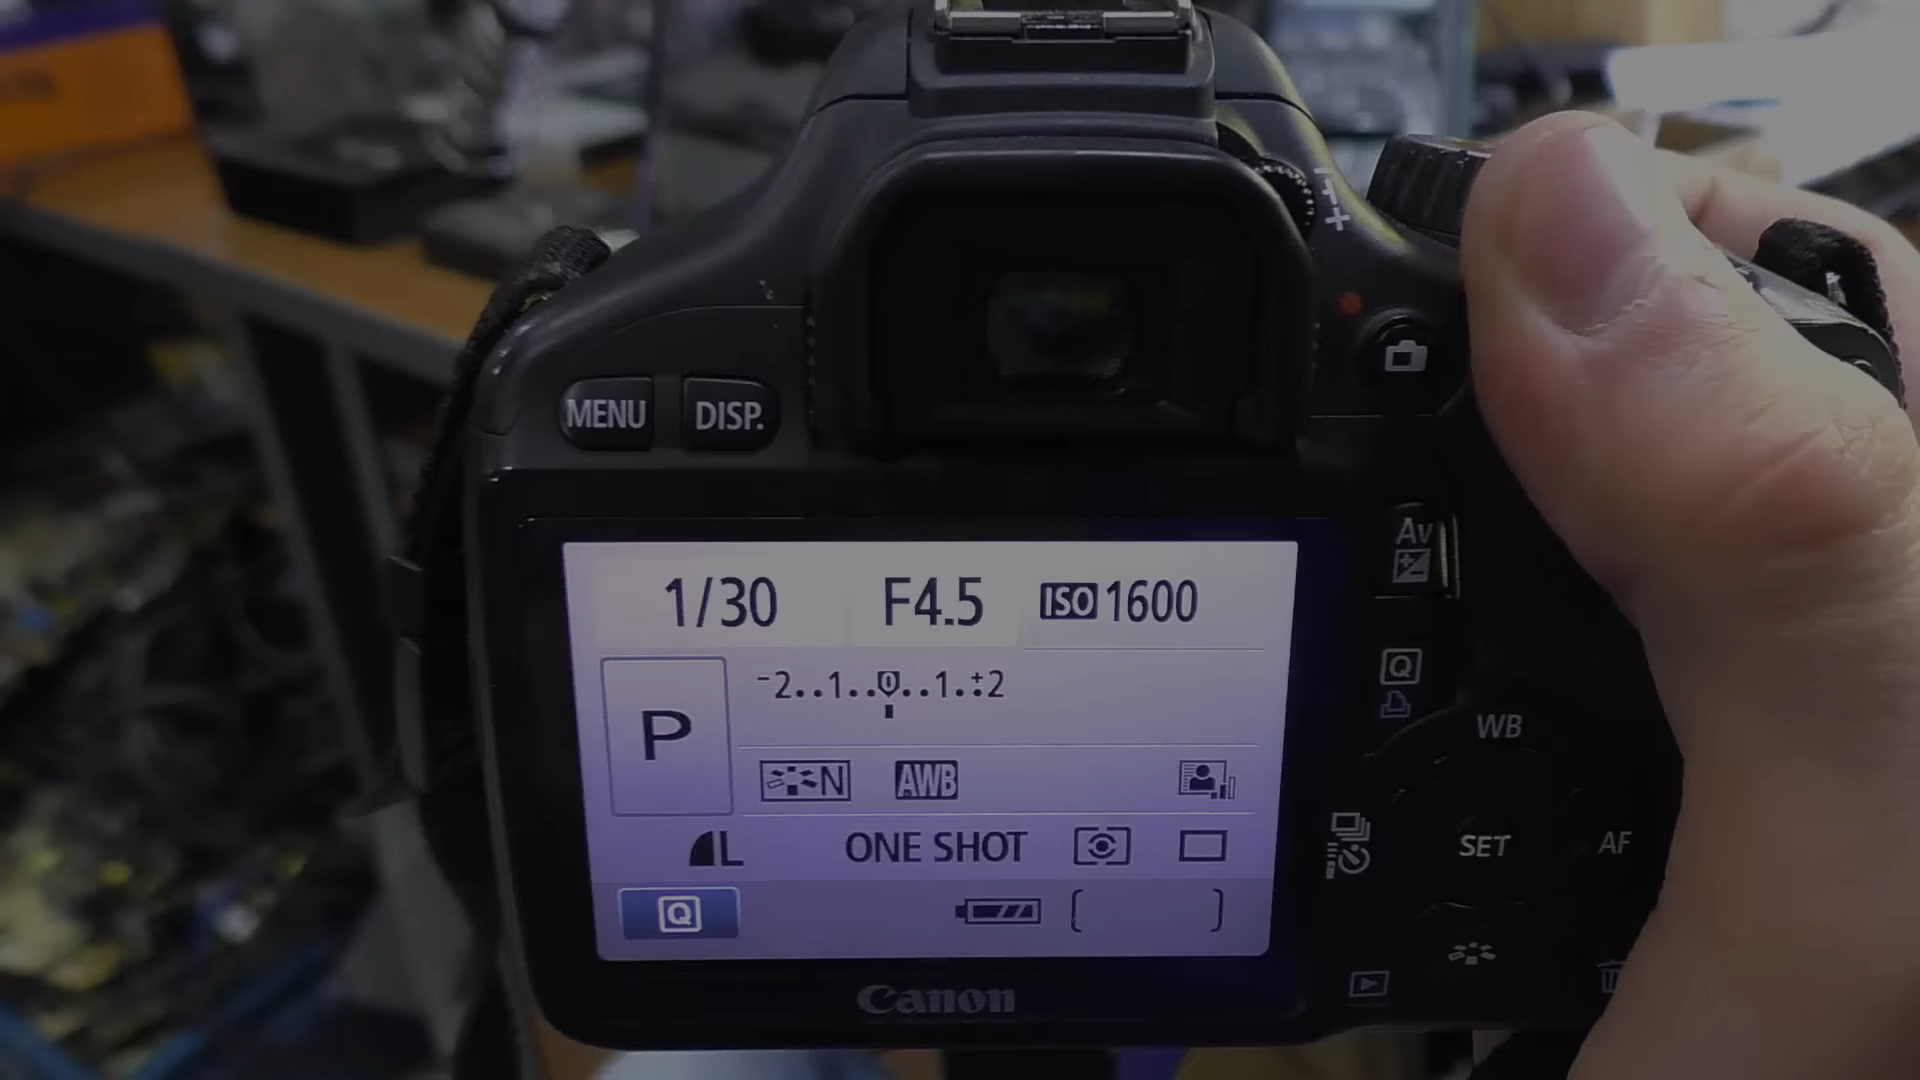 MENU DISP.
Av
1/30 F4.5 ISO 1600
Q
-2..1..0..1.:+2
WB
P
N AWB
L ONE SHOT
SET AF
Q
Canon